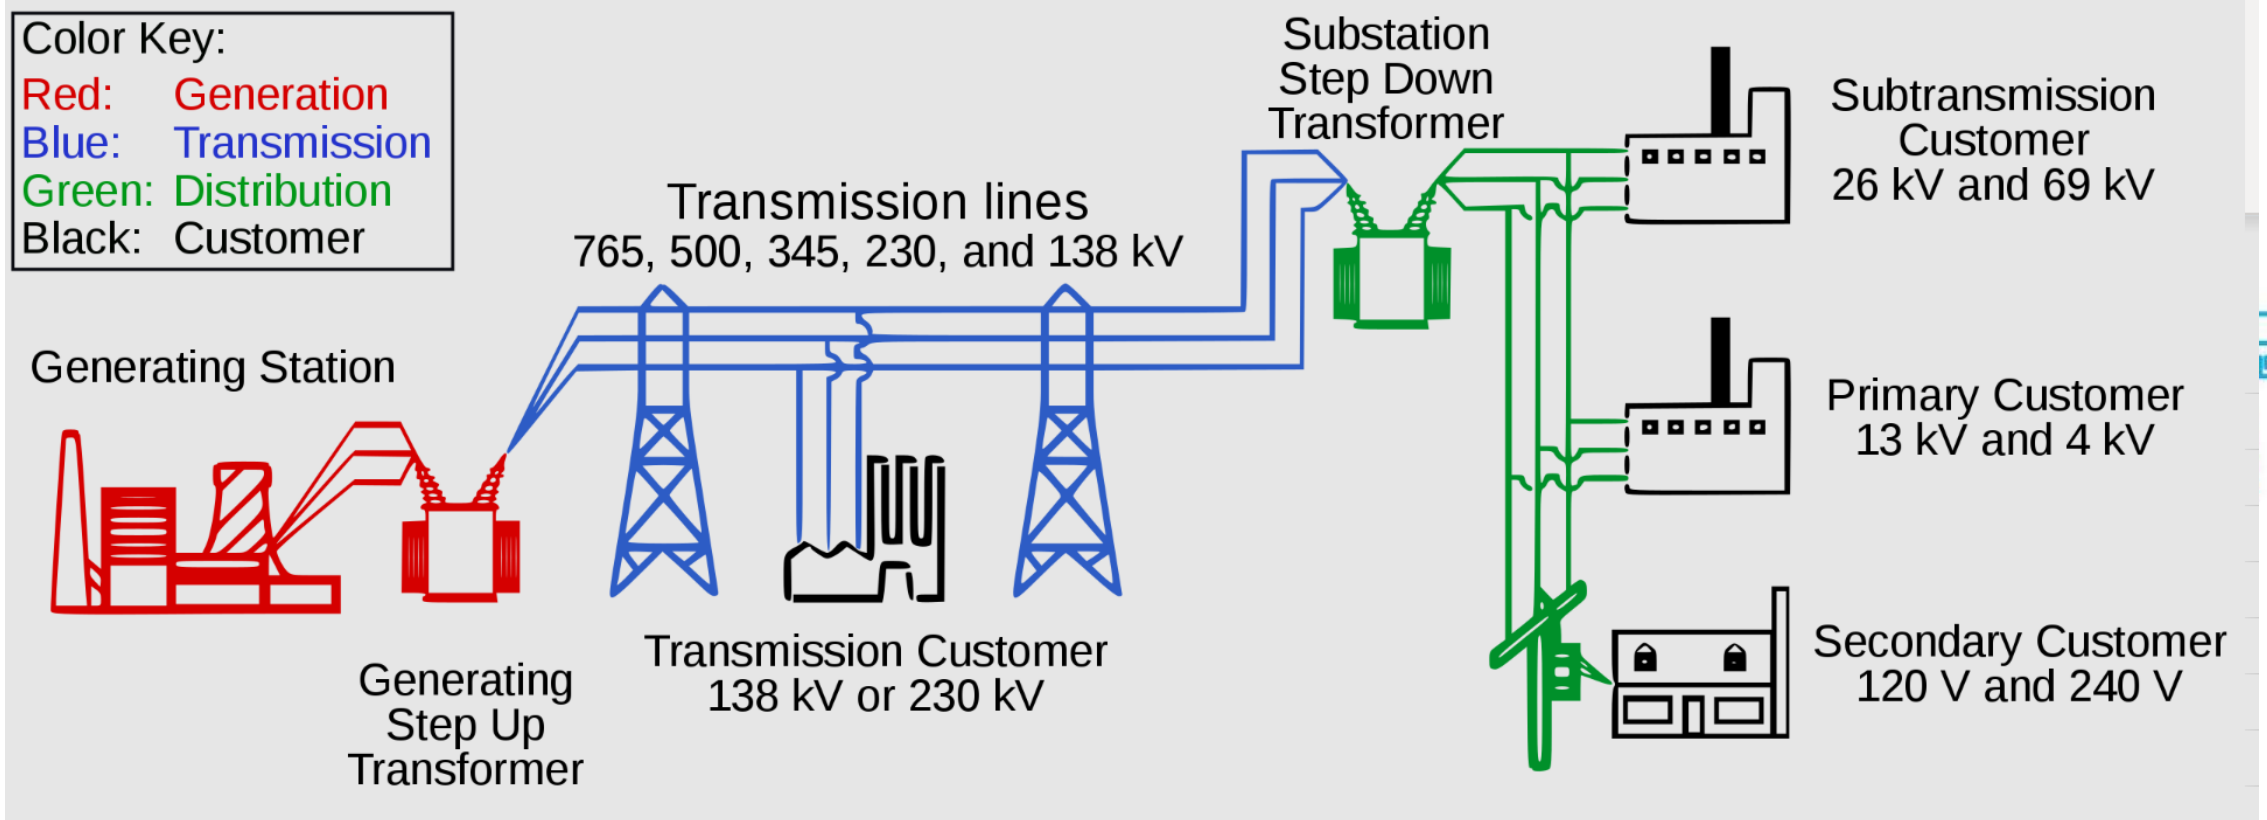 Color Key:
Red: Generation
Blue: Transmission
Green: Distribution
Black: Customer
Generating Station
Generating
Step Up
Transformer
Transmission lines
765, 500, 345, 230, and 138 kV
Transmission Customer
138 kV or 230 kV
Substation
Step Down
Transformer
Subtransmission
Customer
26 kV and 69 kV
Primary Customer
13 kV and 4 kV
Secondary Customer
120 V and 240 V